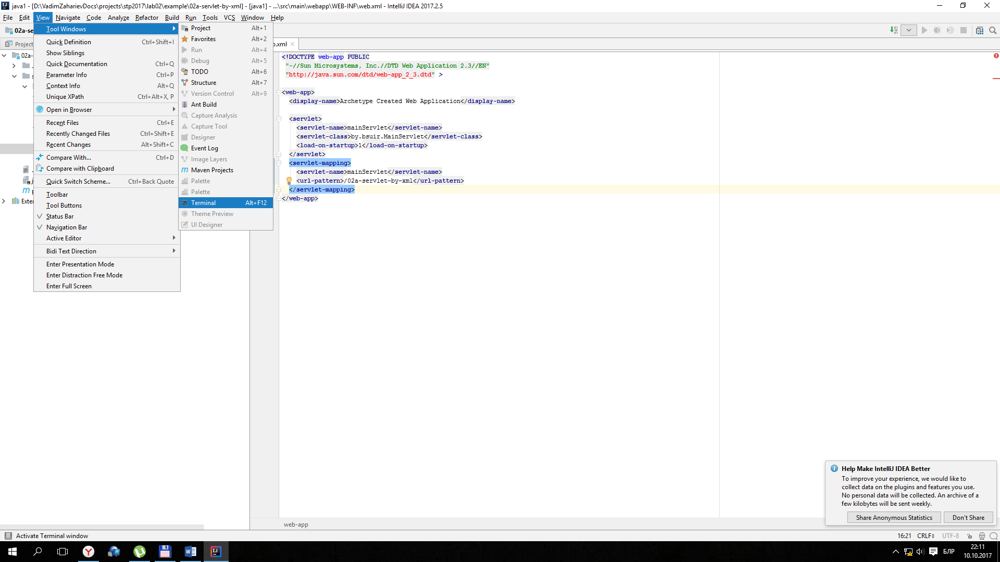 java1 - [D:\VadimZaharievDocs\projects\stp2017\lab02\example\02a-servlet-by-xml] - [java1] - ...\src\main\webapp\WEB-INF\web.xml - IntelliJ IDEA 2017.2.5
File Edit View Navigate Code Analyze Refactor Build Run Tools VCS Window Help
02a-se
Project
02a-
Exter
Tool Windows
Quick Definition Ctrl+Shift+I
Show Siblings
Quick Documentation Ctrl+Q
Parameter Info Ctrl+P
Context Info Alt+Q
Unique XPath Ctrl+Alt+X, P
Open in Browser
Recent Files Ctrl+E
Recently Changed Files Ctrl+Shift+E
Recent Changes Alt+Shift+C
Compare With... Ctrl+D
Compare with Clipboard
Quick Switch Scheme... Ctrl+Back Quote
Toolbar
Tool Buttons
Status Bar
Navigation Bar
Active Editor
Bidi Text Direction
Enter Presentation Mode
Enter Distraction Free Mode
Enter Full Screen
Project Alt+1
Favorites Alt+2
Run Alt+4
Debug Alt+5
TODO Alt+6
Structure Alt+7
Version Control Alt+9
Ant Build
Capture Analysis
Capture Tool
Designer
Event Log
Image Layers
Maven Projects
Palette
Palette
Terminal Alt+F12
Theme Preview
UI Designer
b.xml
<!DOCTYPE web-app PUBLIC
"-//Sun Microsystems, Inc.//DTD Web Application 2.3//EN"
"http://java.sun.com/dtd/web-app_2_3.dtd" >
<web-app>
<display-name>Archetype Created Web Application</display-name>
<servlet>
<servlet-name>mainServlet</servlet-name>
<servlet-class>by.bsuir.MainServlet</servlet-class>
<load-on-startup>1</load-on-startup>
</servlet>
<servlet-mapping>
<servlet-name>mainServlet</servlet-name>
<url-pattern>/02a-servlet-by-xml</url-pattern>
</servlet-mapping>
</web-app>
Help Make IntelliJ IDEA Better
To improve your experience, we would like to
collect data on the plugins and features you use.
No personal data will be collected. An archive of a
few kilobytes will be sent weekly.
Share Anonymous Statistics Don't Share
web-app
Activate Terminal window 16:21 CRLF UTF-8
БЛР
22:11
10.10.2017